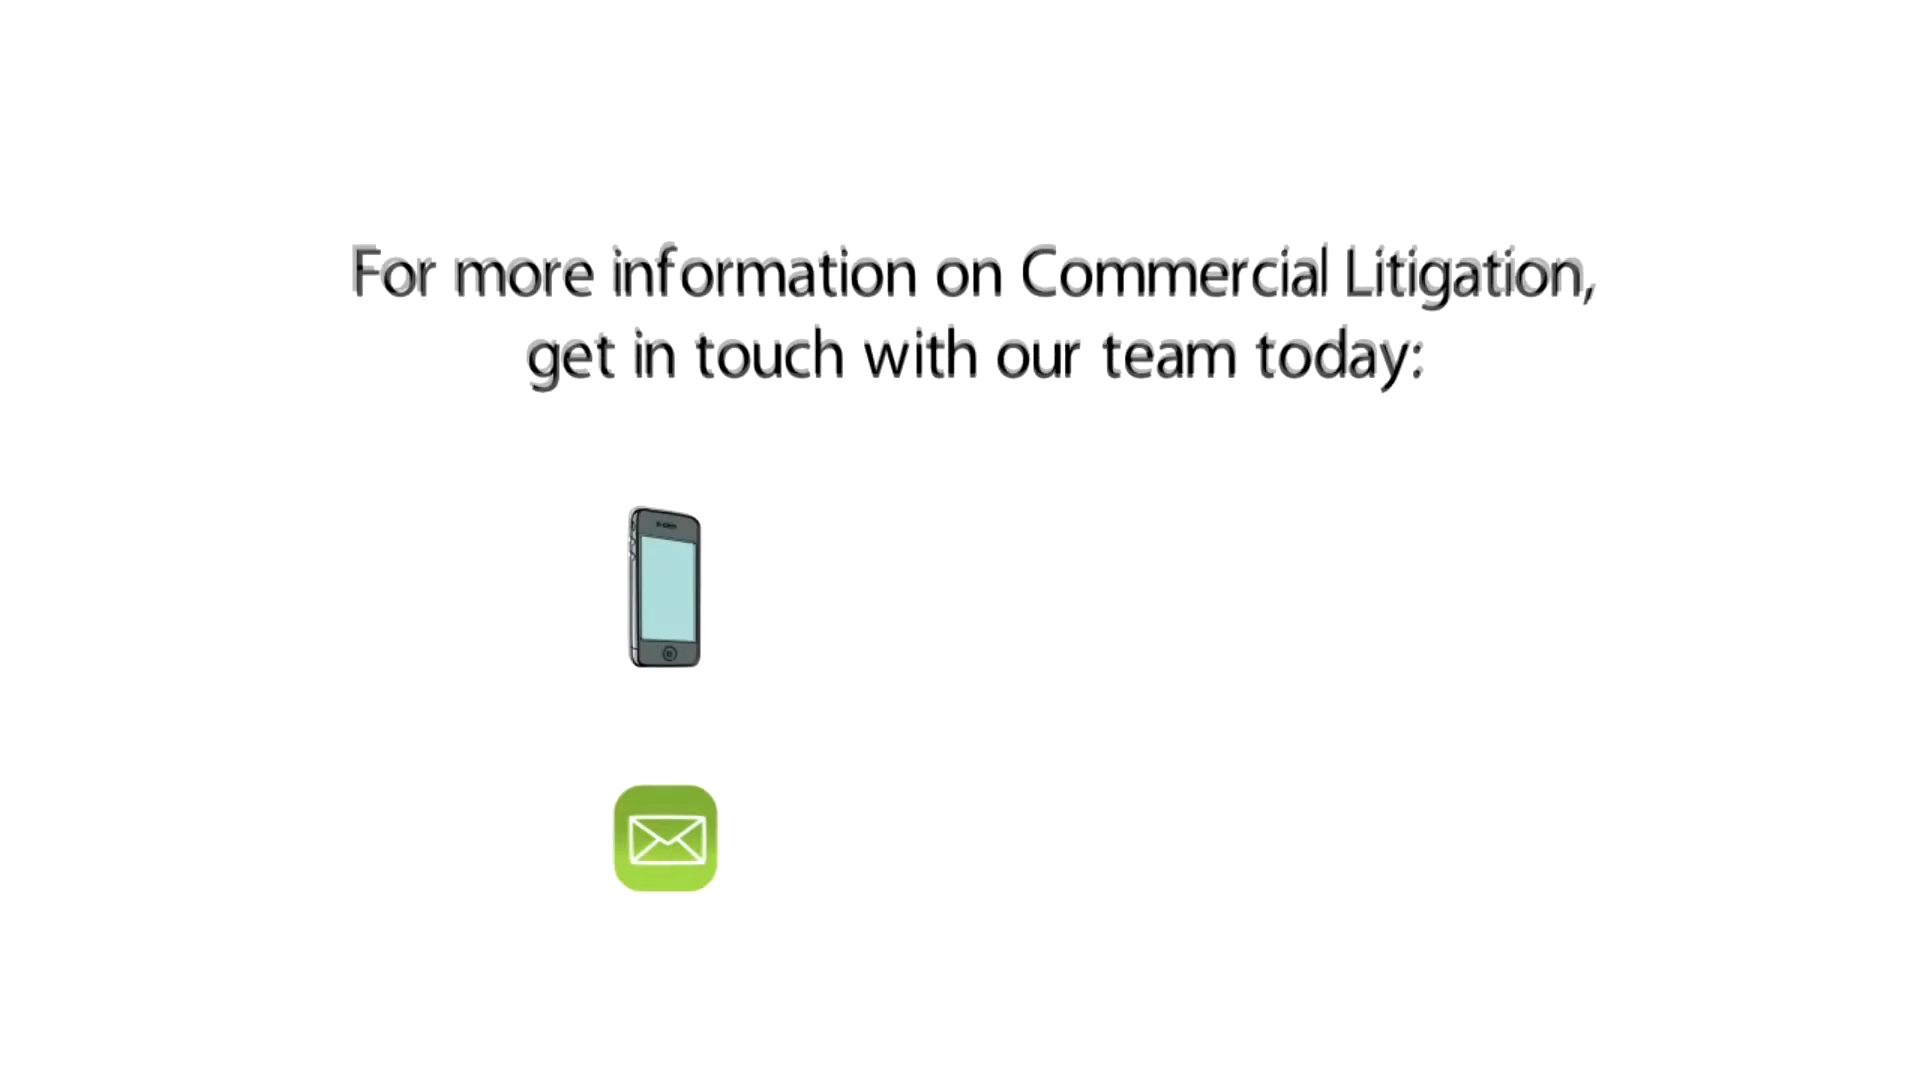 For more information on Commercial Litigation,
get in touch with our team today: